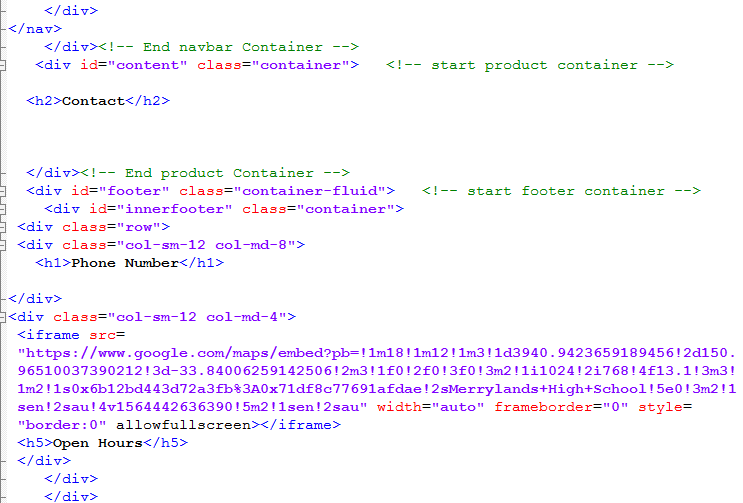 </div>
</nav>
</div><!-- End navbar Container -->
<div id="content" class="container"> <!-- start product container -->
<h2>Contact</h2>
</div><!-- End product Container -->
<div id="footer" class="container-fluid"> <!-- start footer container -->
<div id="innerfooter" class="container">
<div class="row">
<div class="col-sm-12 col-md-8">
<h1>Phone Number</h1>
</div>
<div class="col-sm-12 col-md-4">
<iframe src=
"https://www.google.com/maps/embed?pb=!1m18!1m12!1m3!1d3940.9423659189456!2d150.
96510037390212!3d-33.84006259142506!2m3!1f0!2f0!3f0!3m2!1i1024!2i768!4f13.1!3m3!
1m2!1s0x6b12bd443d72a3fb%3A0x71df8c77691afdae!2sMerrylands+High+School!5e0!3m2!1
sen!2sau!4v1564442636390!5m2!1sen!2sau" width="auto" frameborder="0" style=
"border:0" allowfullscreen></iframe>
<h5>Open Hours</h5>
</div>
</div>
</div>